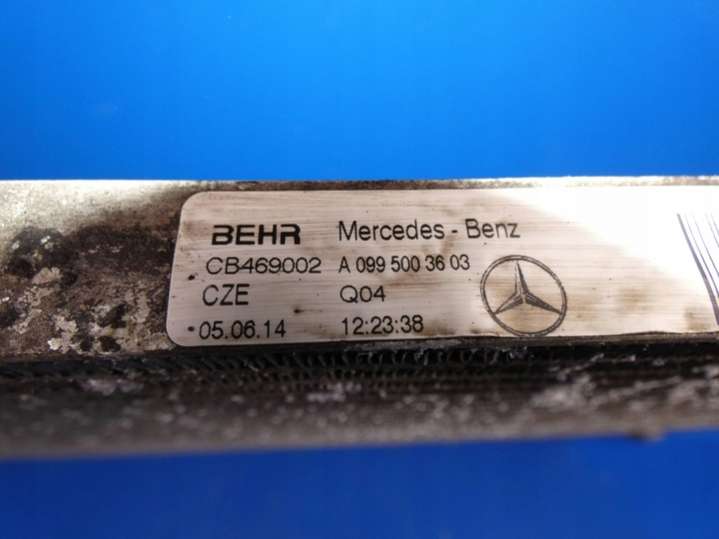 BEHR Mercedes - Benz
CB469002 A 099 500 36 03
CZE Q04
05.06.14 12:23:38